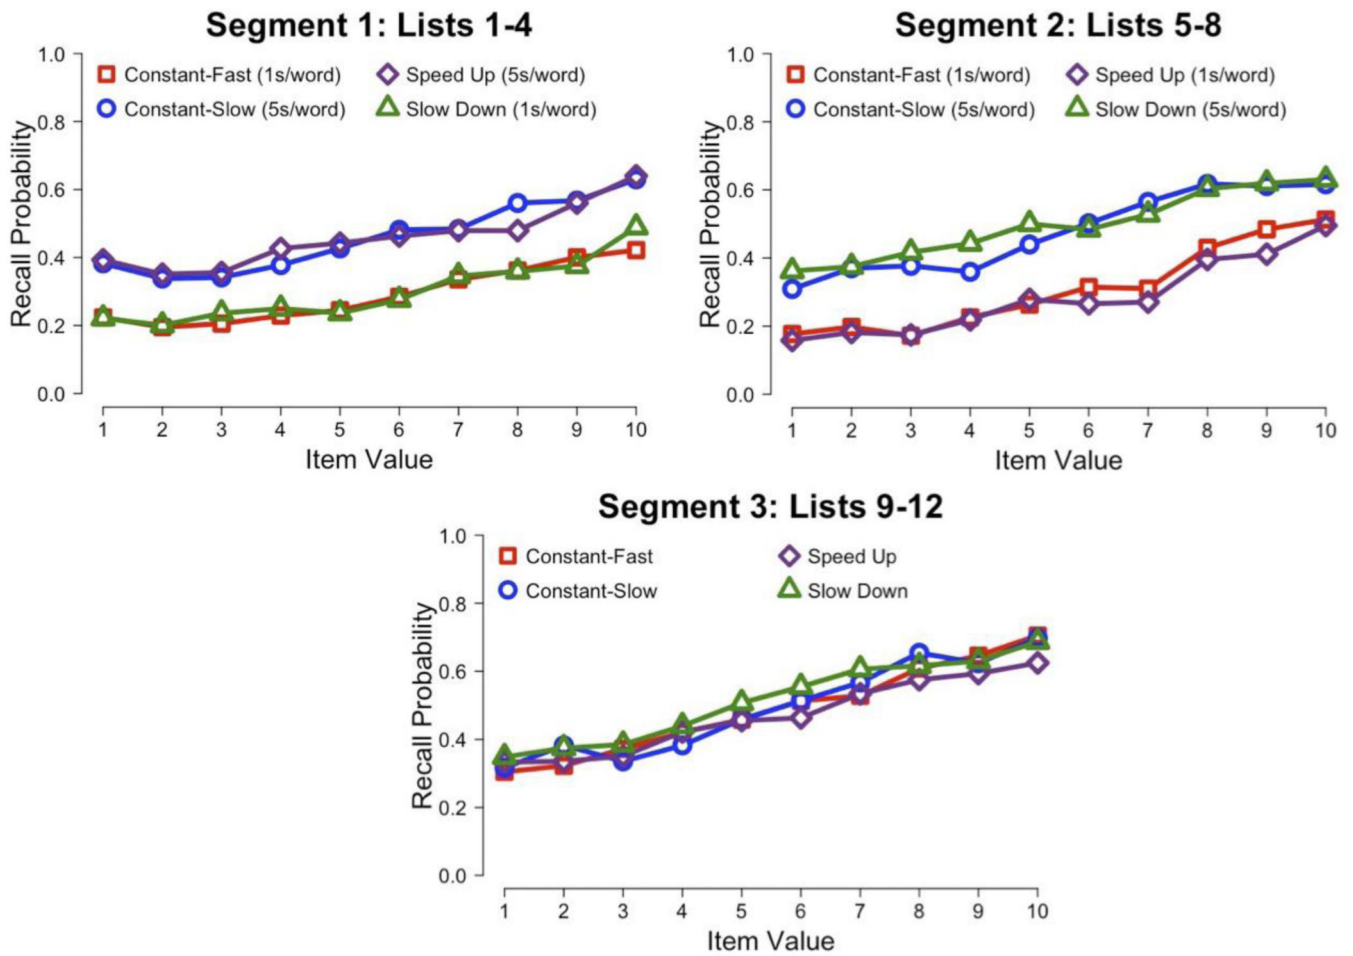 Segment 1: Lists 1-4
1.0
0.8
0.6
0.4
0.2
0.0
Recall Probability
Constant-Fast (1s/word)
Constant-Slow (5s/word)
Speed Up (5s/word)
Slow Down (1s/word)
1 2 3 4 5 6 7 8 9 10
Item Value
Segment 2: Lists 5-8
1.0
0.8
0.6
0.4
0.2
0.0
Recall Probability
Constant-Fast (1s/word)
Constant-Slow (5s/word)
Speed Up (1s/word)
Slow Down (5s/word)
1 2 3 4 5 6 7 8 9 10
Item Value
Segment 3: Lists 9-12
1.0
0.8
0.6
0.4
0.2
0.0
Recall Probability
Constant-Fast
Constant-Slow
Speed Up
Slow Down
1 2 3 4 5 6 7 8 9 10
Item Value